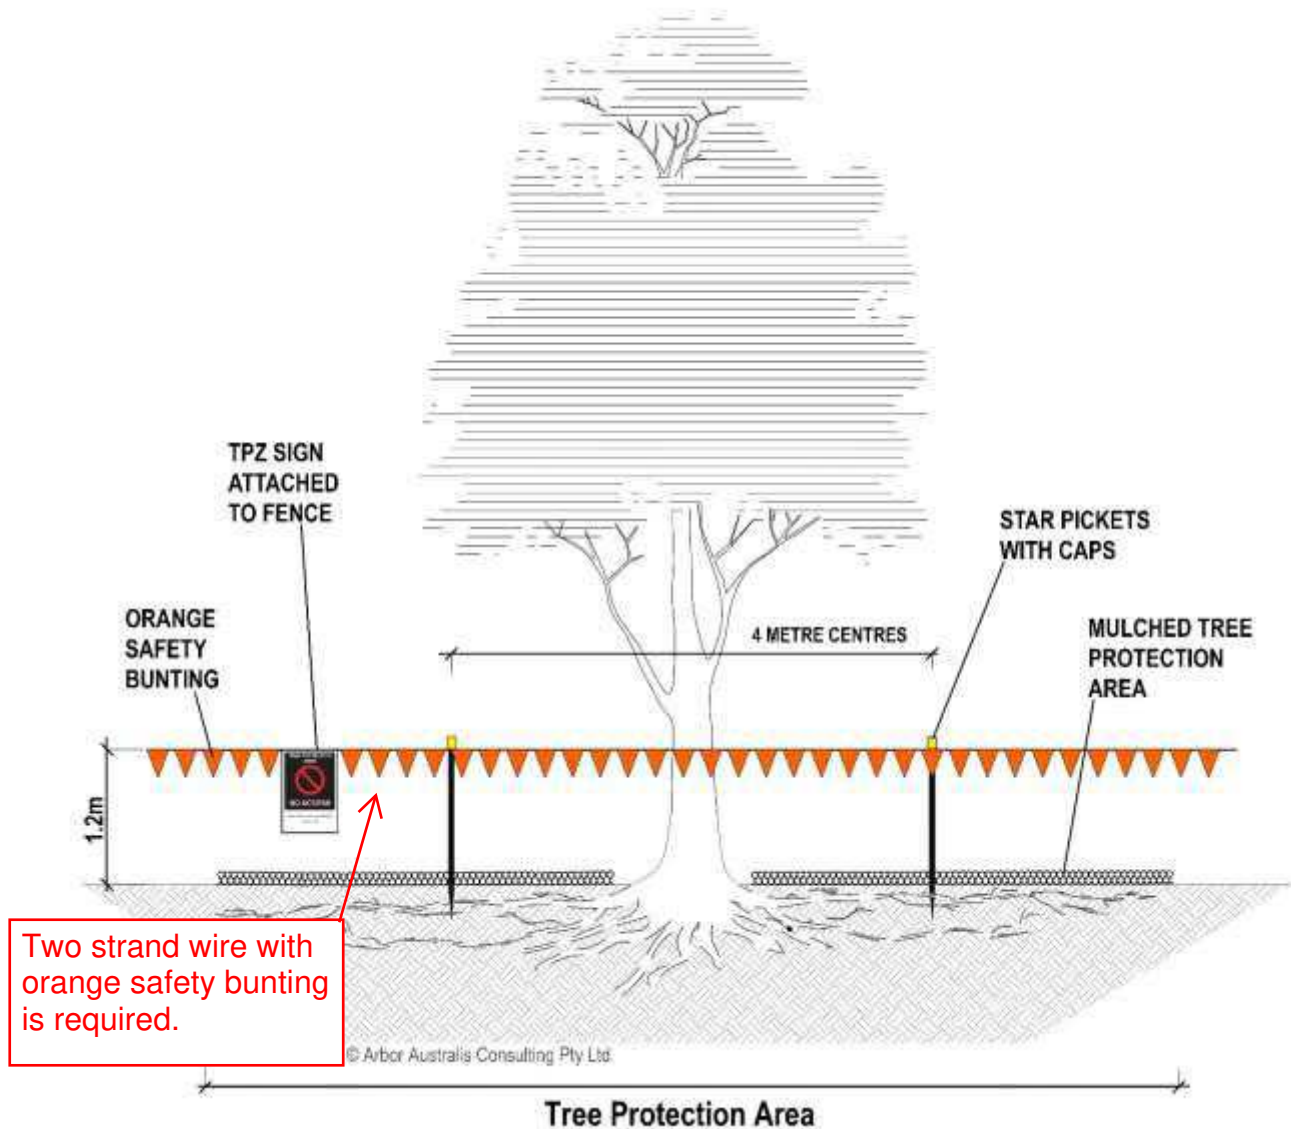 TPZ SIGN
ATTACHED
TO FENCE
STAR PICKETS
WITH CAPS
ORANGE
SAFETY
BUNTING
4 METRE CENTRES
MULCHED TREE
PROTECTION
AREA
1.2m
NO ACCESS
Two strand wire with
orange safety bunting
is required.
© Arbor Australis Consulting Pty Ltd
Tree Protection Area